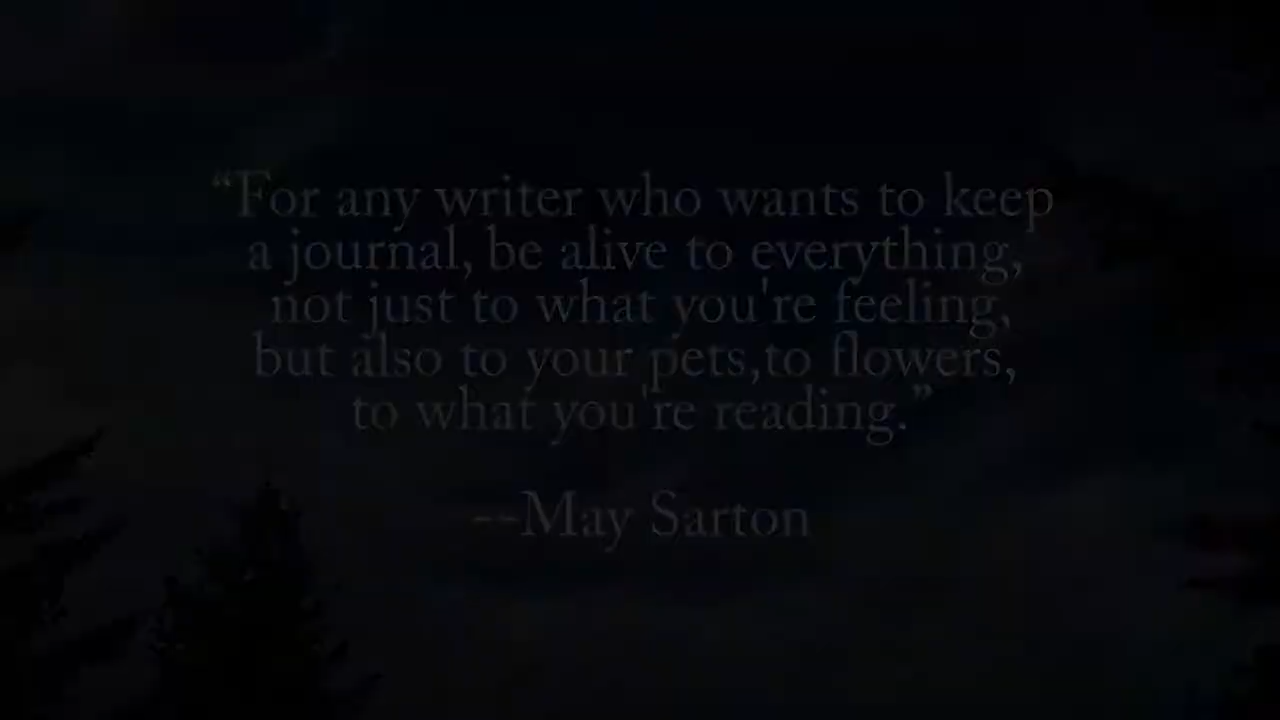 “For any writer who wants to keep
a journal, be alive to everything,
not just to what you're feeling,
but also to your pets,to flowers,
to what you're reading.”
--May Sarton